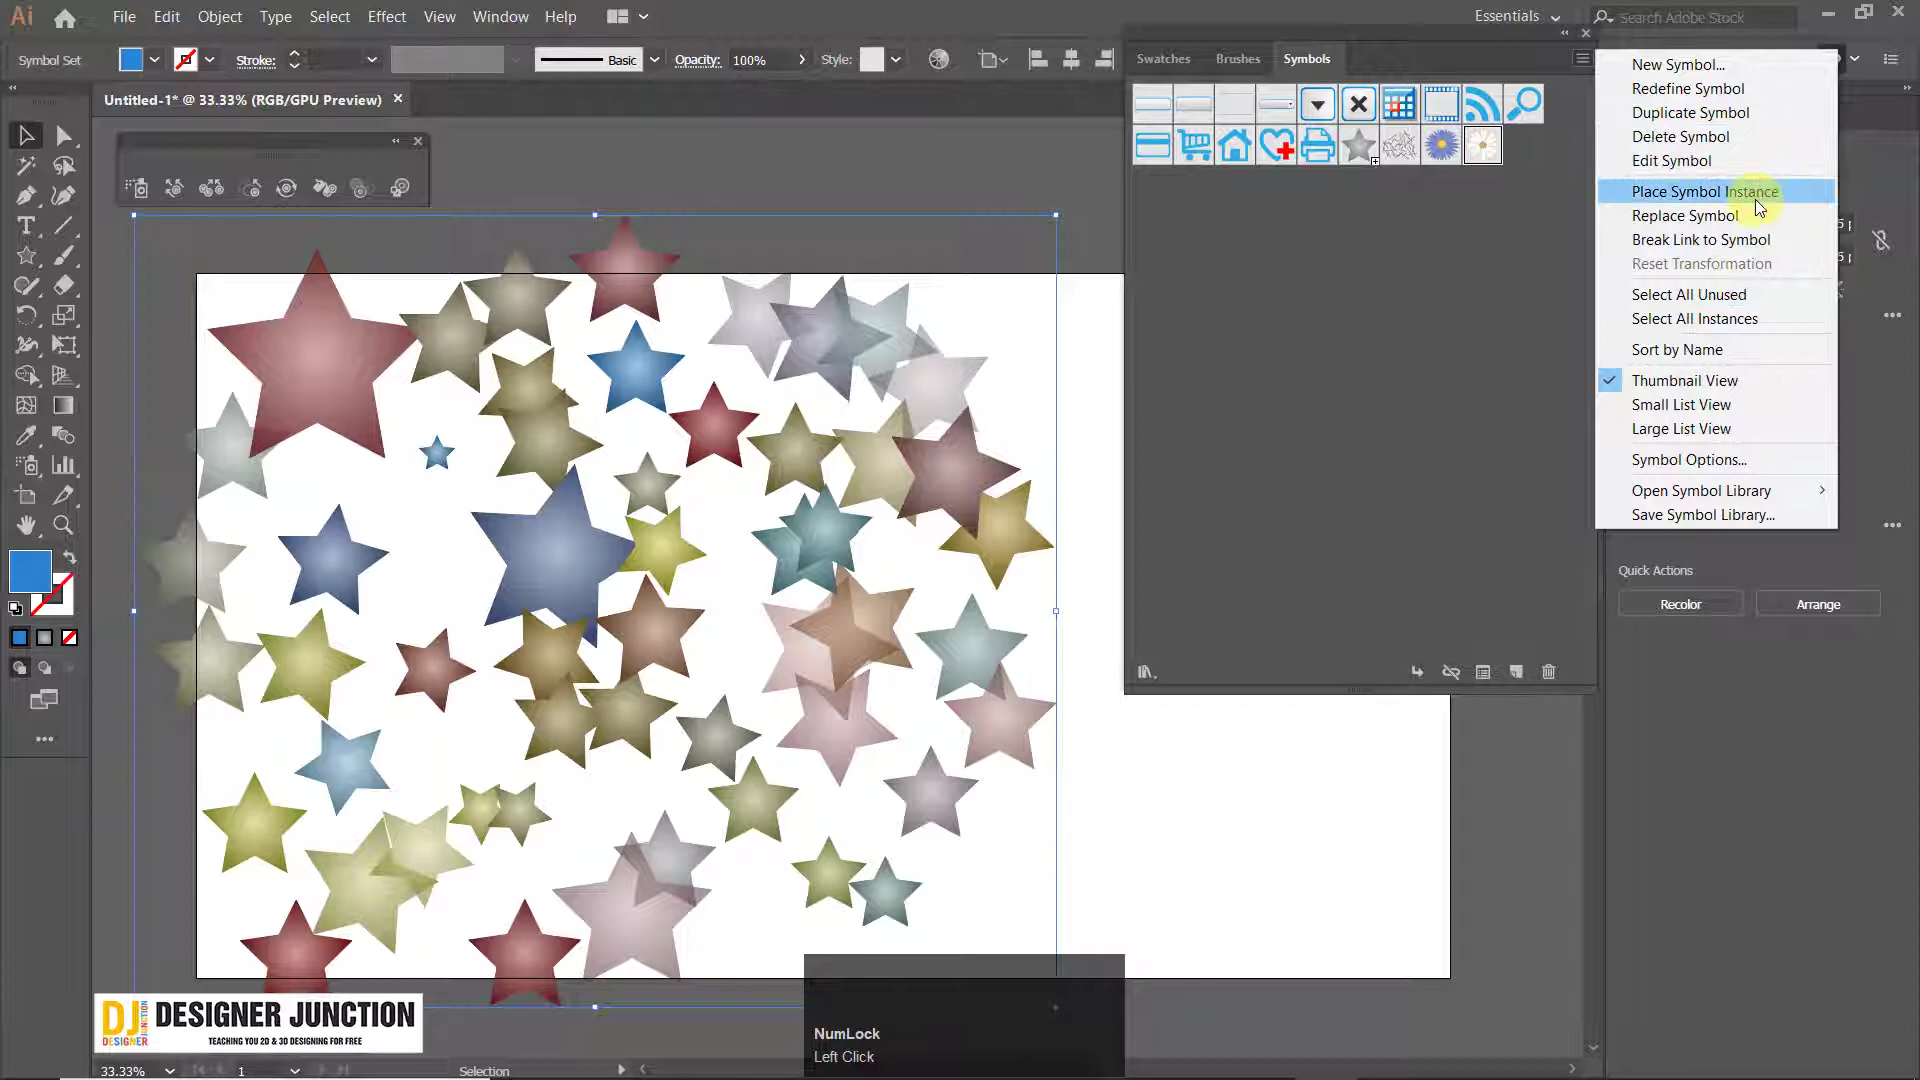 Ai File Edit Object Type Select Effect View Window Help Essentials Search Adobe Stock
Symbol Set Stroke: Basic Opacity: 100% Style:
Untitled-1* @ 33.33% (RGB/GPU Preview)
Swatches Brushes Symbols
New Symbol...
Redefine Symbol
Duplicate Symbol
Delete Symbol
Edit Symbol
Place Symbol Instance
Replace Symbol
Break Link to Symbol
Reset Transformation
Select All Unused
Select All Instances
Sort by Name
Thumbnail View
Small List View
Large List View
Symbol Options...
Open Symbol Library
Save Symbol Library...
Quick Actions
Recolor Arrange
DJ DESIGNER JUNCTION
DESIGNER TEACHING YOU 2D & 3D DESIGNING FOR FREE
NumLock
Left Click
33.33% 1 Selection